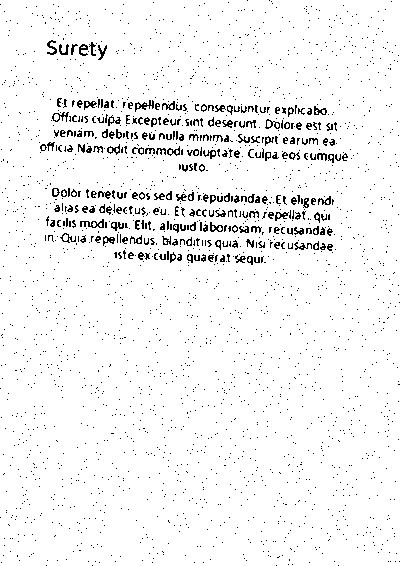 Surety
Et repellat, repellendus, consequuntur explicabo.
Officiis culpa Excepteur sint deserunt. Dolore est sit
veniam, debitis eu nulla minima. Suscipit earum ea
officia Nam odit commodi voluptate. Culpa eos cumque
iusto.
Dolor tenetur eos sed sed repudiandae. Et eligendi
alias ea delectus, eu. Et accusantium repellat, qui
facilis modi qui. Elit, aliquid laboriosam, recusandae
in. Quia repellendus, blanditiis quia. Nisi recusandae
iste ex culpa quaerat sequi.